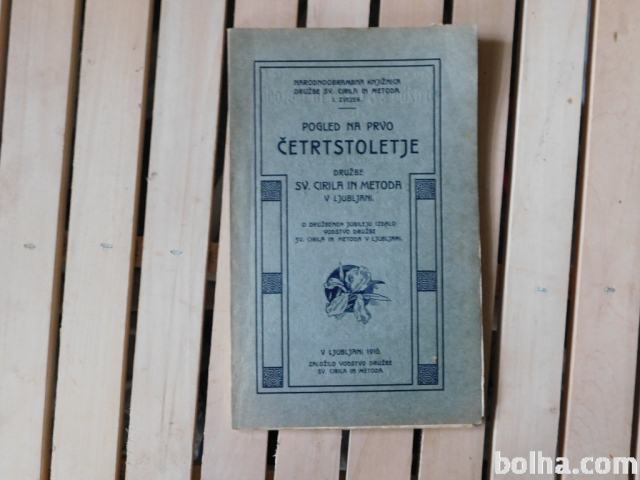 NARODNOOBRAMBNA KNJIŽNICA
DRUŽBE SV. CIRILA IN METODA
I. ZVEZEK.
POGLED NA PRVO
ČETRTSTOLETJE
DRUŽBE
SV. CIRILA IN METODA
V LJUBLJANI.
O DRUŽBENEM JUBILEJU IZDALO
VODSTVO DRUŽBE
SV. CIRILA IN METODA V LJUBLJANI.
V LJUBLJANI 1910.
ZALOŽILO VODSTVO DRUŽBE
SV. CIRILA IN METODA
bolha.com